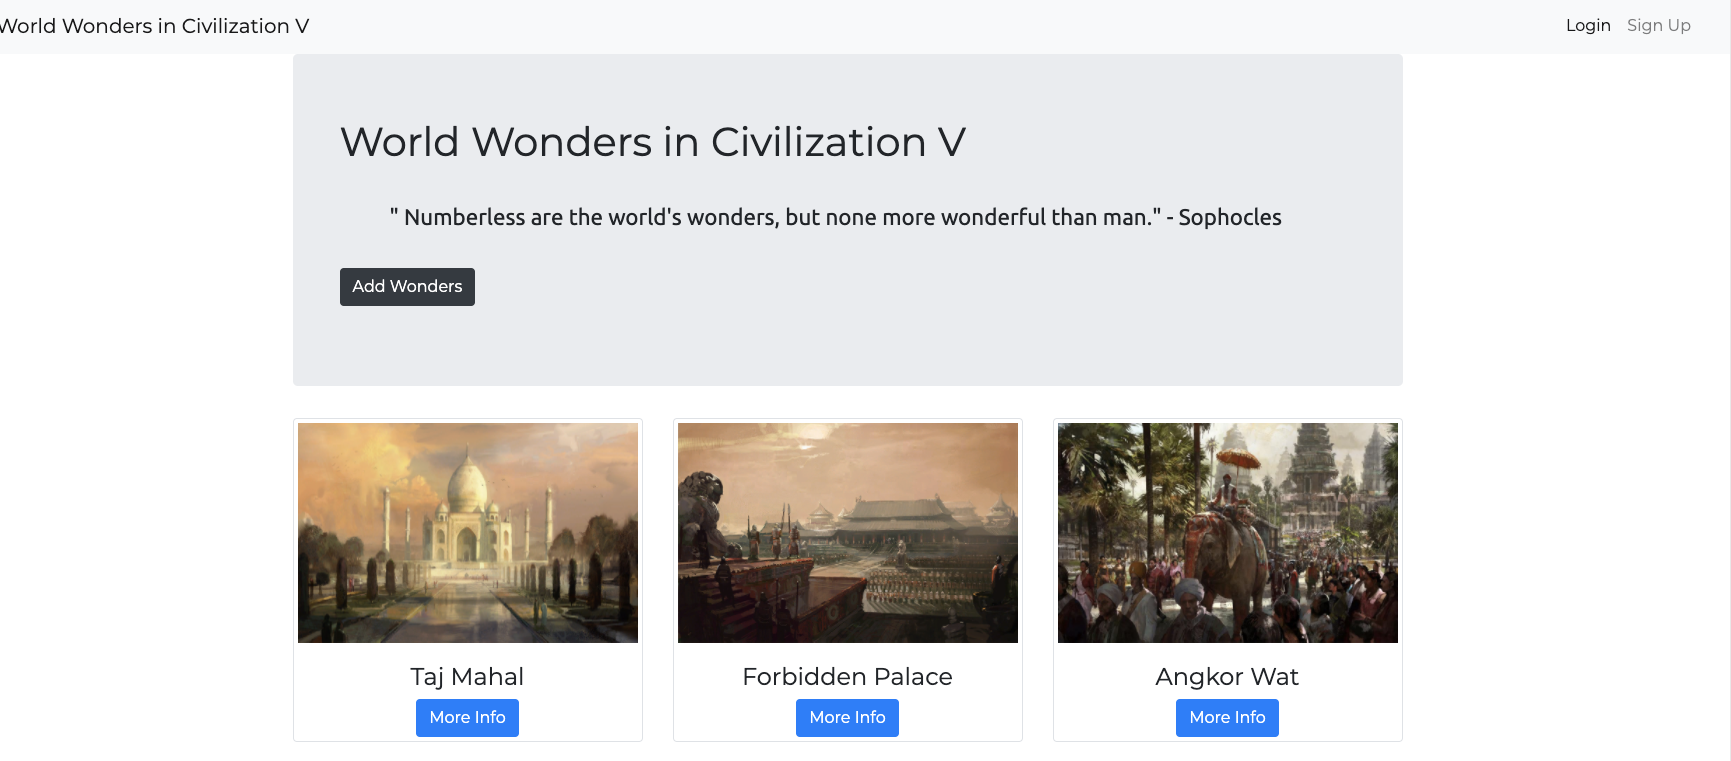 World Wonders in Civilization V
Login Sign Up
World Wonders in Civilization V
" Numberless are the world's wonders, but none more wonderful than man." - Sophocles
Add Wonders
Taj Mahal
Forbidden Palace
Angkor Wat
More Info
More Info
More Info